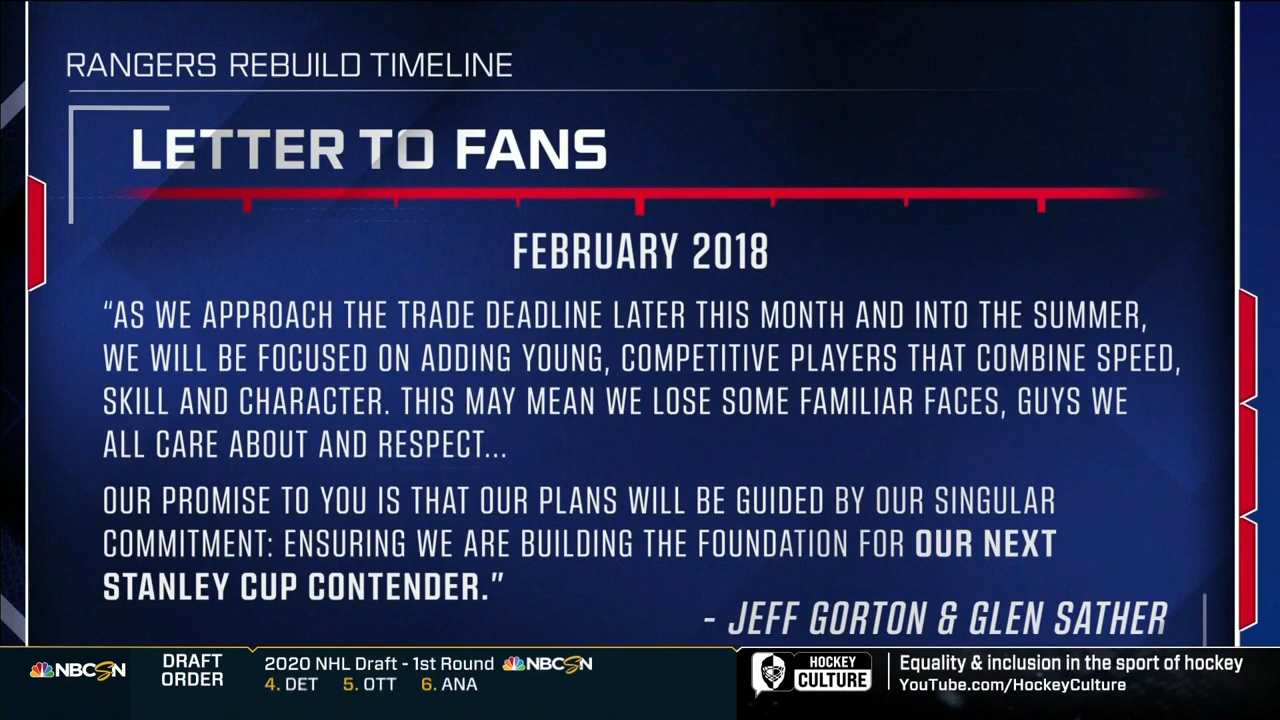 RANGERS REBUILD TIMELINE
LETTER TO FANS
FEBRUARY 2018
“AS WE APPROACH THE TRADE DEADLINE LATER THIS MONTH AND INTO THE SUMMER,
WE WILL BE FOCUSED ON ADDING YOUNG, COMPETITIVE PLAYERS THAT COMBINE SPEED,
SKILL AND CHARACTER. THIS MAY MEAN WE LOSE SOME FAMILIAR FACES, GUYS WE
ALL CARE ABOUT AND RESPECT...
OUR PROMISE TO YOU IS THAT OUR PLANS WILL BE GUIDED BY OUR SINGULAR
COMMITMENT: ENSURING WE ARE BUILDING THE FOUNDATION FOR OUR NEXT
STANLEY CUP CONTENDER.”
- JEFF GORTON & GLEN SATHER
NBCSN
DRAFT
ORDER
2020 NHL Draft - 1st Round NBCSN
4. DET 5. OTT 6. ANA
HOCKEY
CULTURE
Equality & inclusion in the sport of hockey
YouTube.com/HockeyCulture